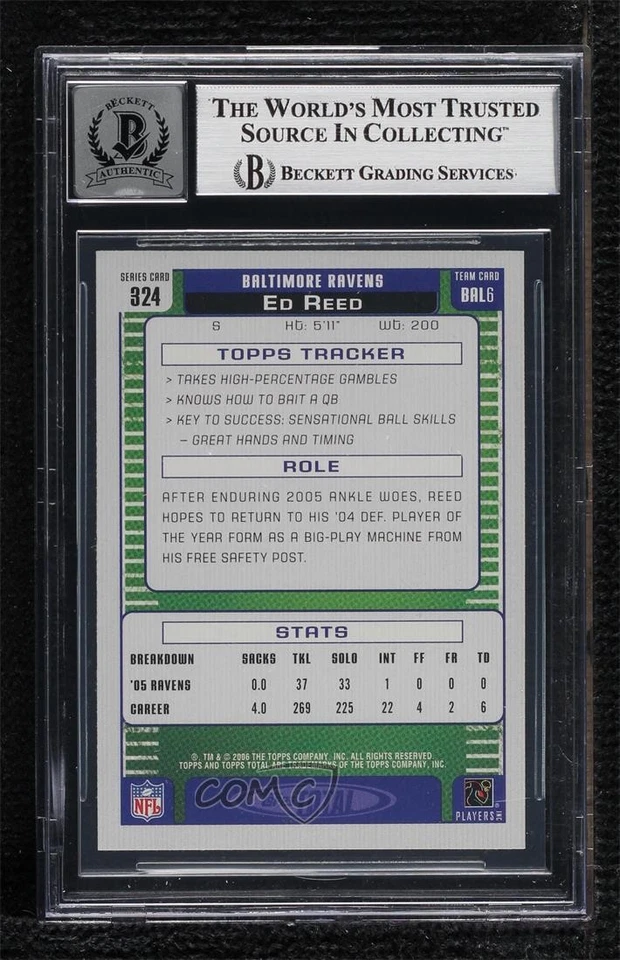 BECKETT
B
AUTHENTIC
THE WORLD'S MOST TRUSTED
SOURCE IN COLLECTING™
B BECKETT GRADING SERVICES
SERIES CARD
324
BALTIMORE RAVENS
ED REED
TEAM CARD
BAL6
S Ht: 5'11" Wt: 200
TOPPS TRACKER
> TAKES HIGH-PERCENTAGE GAMBLES
> KNOWS HOW TO BAIT A QB
> KEY TO SUCCESS: SENSATIONAL BALL SKILLS
– GREAT HANDS AND TIMING
ROLE
AFTER ENDURING 2005 ANKLE WOES, REED
HOPES TO RETURN TO HIS '04 DEF. PLAYER OF
THE YEAR FORM AS A BIG-PLAY MACHINE FROM
HIS FREE SAFETY POST.
STATS
BREAKDOWN SACKS TKL SOLO INT FF FR TD
'05 RAVENS 0.0 37 33 1 0 0 0
CAREER 4.0 269 225 22 4 2 6
®, TM & © 2006 THE TOPPS COMPANY, INC. ALL RIGHTS RESERVED.
TOPPS AND TOPPS TOTAL ARE TRADEMARKS OF THE TOPPS COMPANY, INC.
NFL
COMC
TOTAL
PLAYERS INC